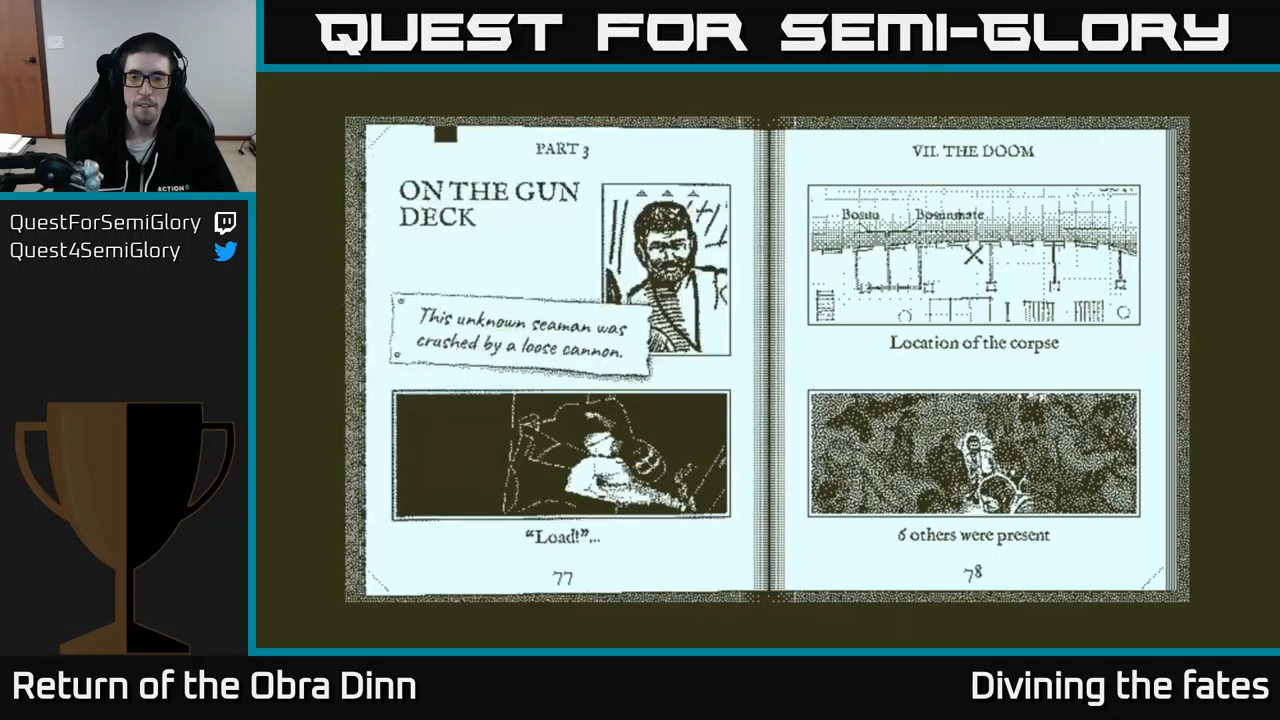 QUEST FOR SEMI-GLORY
ACTION
QuestForSemiGlory
Quest4SemiGlory
PART 3
ON THE GUN
DECK
This unknown seaman was
crushed by a loose cannon.
“Load!”...
77
VII. THE DOOM
Bosun Bosunmate
Location of the corpse
6 others were present
78
Return of the Obra Dinn
Divining the fates